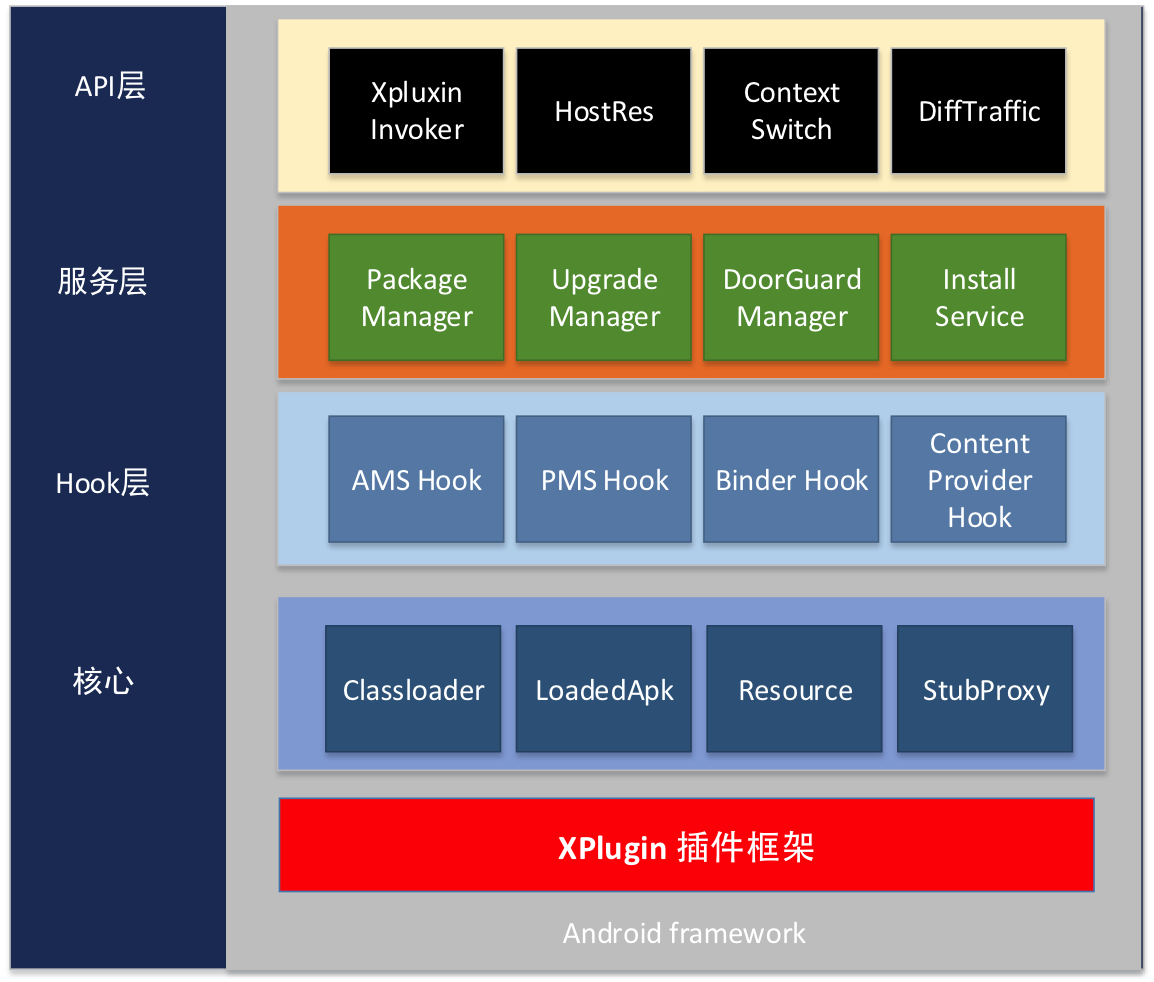 API层
Xpluxin
Invoker
HostRes
Context
Switch
DiffTraffic
服务层
Package
Manager
Upgrade
Manager
DoorGuard
Manager
Install
Service
Hook层
AMS Hook
PMS Hook
Binder Hook
Content
Provider
Hook
核心
Classloader
LoadedApk
Resource
StubProxy
XPlugin 插件框架
Android framework